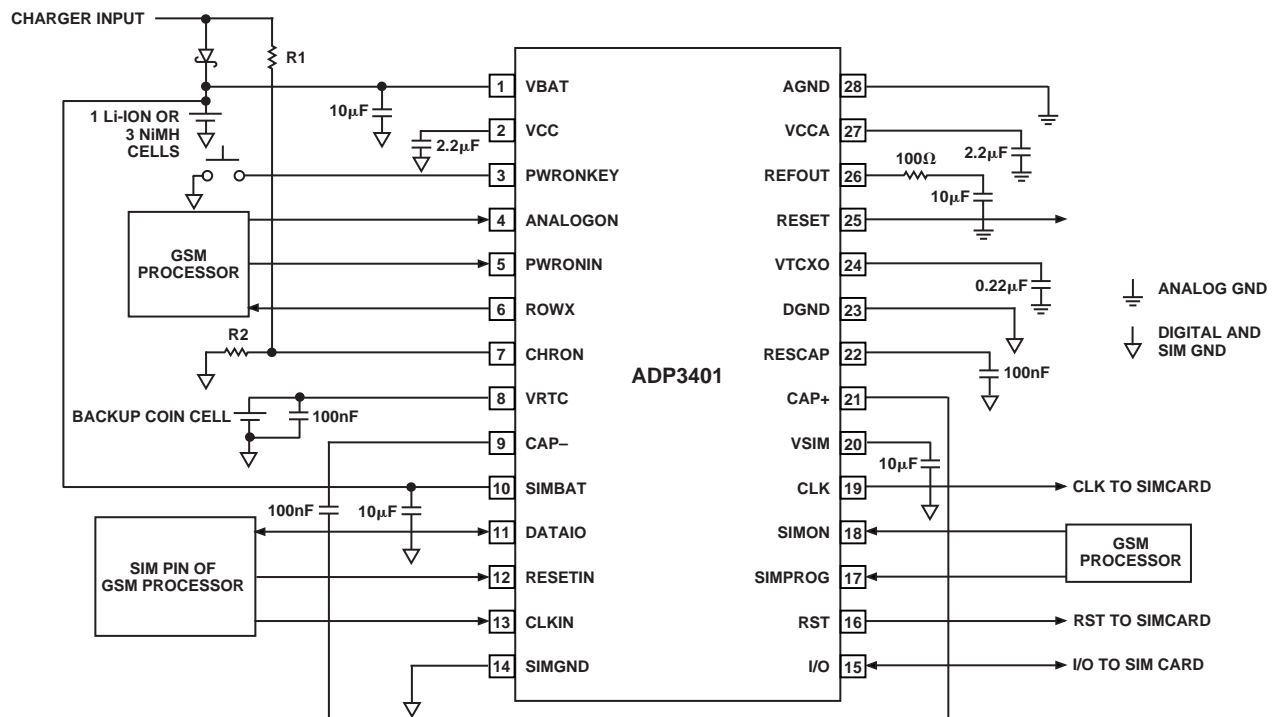 CHARGER INPUT
R1
1 Li-ION OR
3 NiMH
CELLS
10μF
2.2μF
GSM
PROCESSOR
R2
BACKUP COIN CELL
100nF
100nF
10μF
SIM PIN OF
GSM PROCESSOR
ADP3401
1 VBAT
2 VCC
3 PWRONKEY
4 ANALOGON
5 PWRONIN
6 ROWX
7 CHRON
8 VRTC
9 CAP–
10 SIMBAT
11 DATAIO
12 RESETIN
13 CLKIN
14 SIMGND
AGND 28
VCCA 27
REFOUT 26
RESET 25
VTCXO 24
DGND 23
RESCAP 22
CAP+ 21
VSIM 20
CLK 19
SIMON 18
SIMPROG 17
RST 16
I/O 15
2.2μF
100Ω
10μF
0.22μF
100nF
10μF
CLK TO SIMCARD
GSM
PROCESSOR
RST TO SIMCARD
I/O TO SIM CARD
ANALOG GND
DIGITAL AND
SIM GND